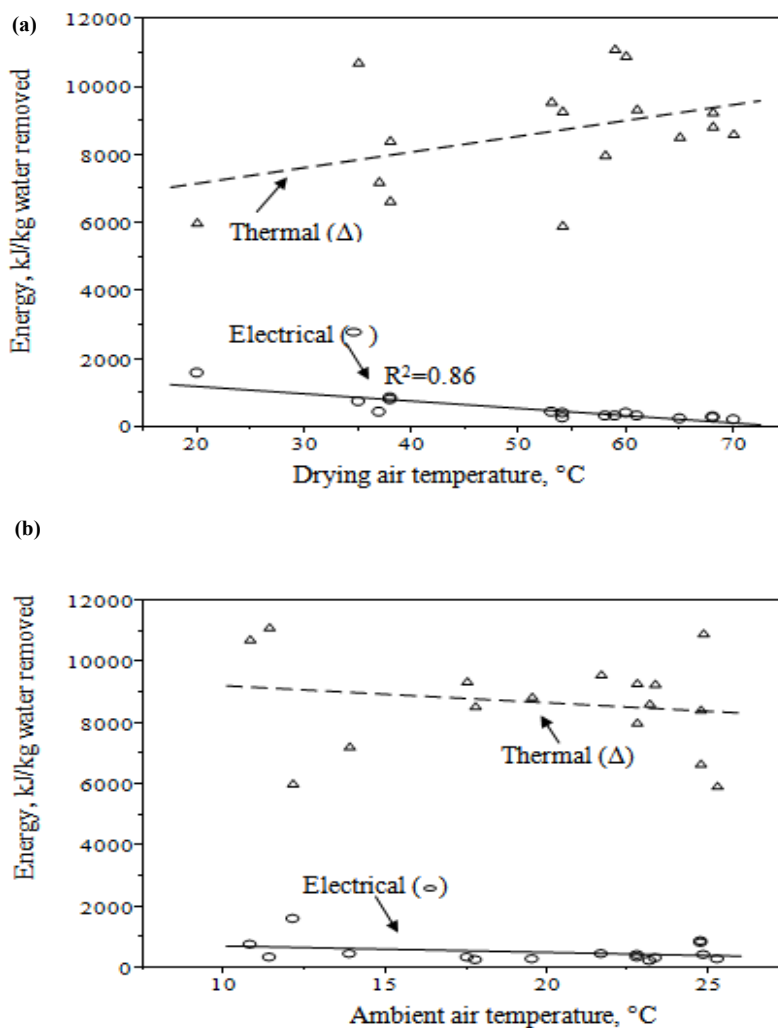 (a)
12000
10000
8000
6000
4000
2000
0
Energy, kJ/kg water removed
Thermal (Δ)
Electrical (○)
R²=0.86
20 30 40 50 60 70
Drying air temperature, °C
(b)
12000
10000
8000
6000
4000
2000
0
Energy, kJ/kg water removed
Thermal (Δ)
Electrical (○)
10 15 20 25
Ambient air temperature, °C